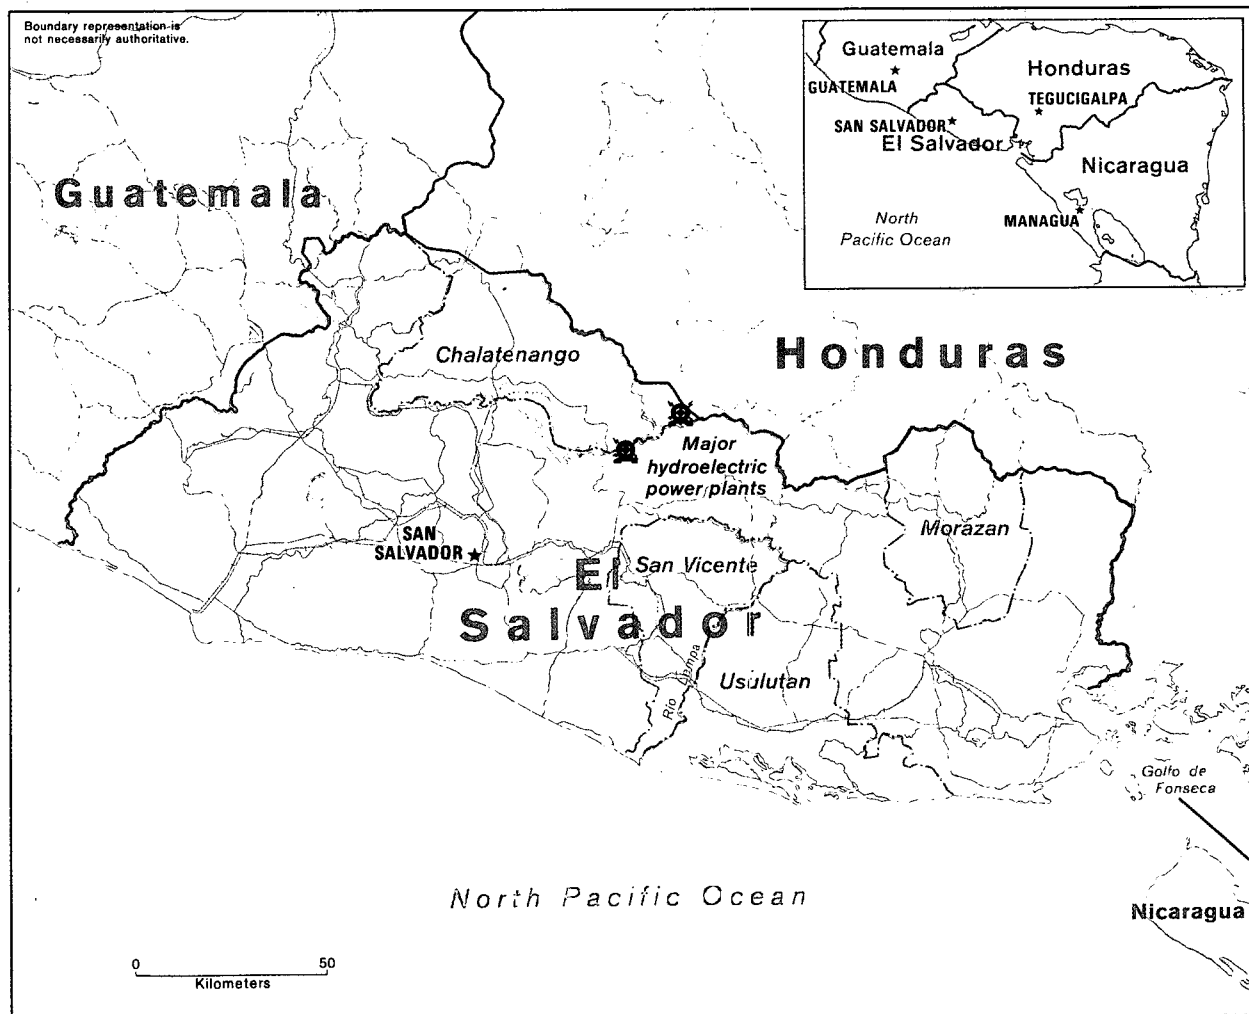 Boundary representation is
not necessarily authoritative.
Guatemala
Honduras
GUATEMALA
TEGUCIGALPA
SAN SALVADOR
El Salvador
Nicaragua
North
Pacific Ocean
MANAGUA
Guatemala
Honduras
Chalatenango
Major
hydroelectric
power plants
Morazan
SAN
SALVADOR
San Vicente
El
Salvador
Usulutan
Rio
Golfo de
Fonseca
North Pacific Ocean
Nicaragua
0 50
Kilometers